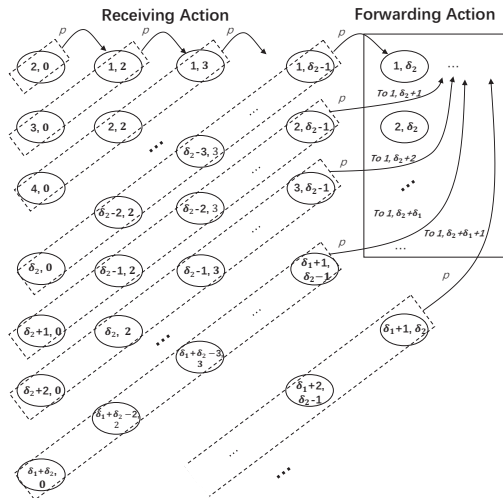 Receiving Action
Forwarding Action
p p p p
2, 0 1, 2 1, 3 ... 1, δ₂-1 1, δ₂ ...
p To 1, δ₂+1
3, 0 2, 2 ... 2, δ₂-1 2, δ₂
δ₂-3, 3
p To 1, δ₂+2
4, 0 ... 3, δ₂-1 ...
δ₂-2, 2 δ₂-2, 3
To 1, δ₂+δ₁
To 1, δ₂+δ₁+1
p ...
δ₂, 0 δ₂-1, 2 δ₂-1, 3 δ₁+1,
δ₂-1
p
... 
δ₂+1, 0 δ₂, 2 ... δ₁+1, δ₂
δ₁+δ₂-3,
3
...
δ₂+2, 0 δ₁+2,
δ₂-1
δ₁+δ₂-2,
2
...
δ₁+δ₂,
0
...